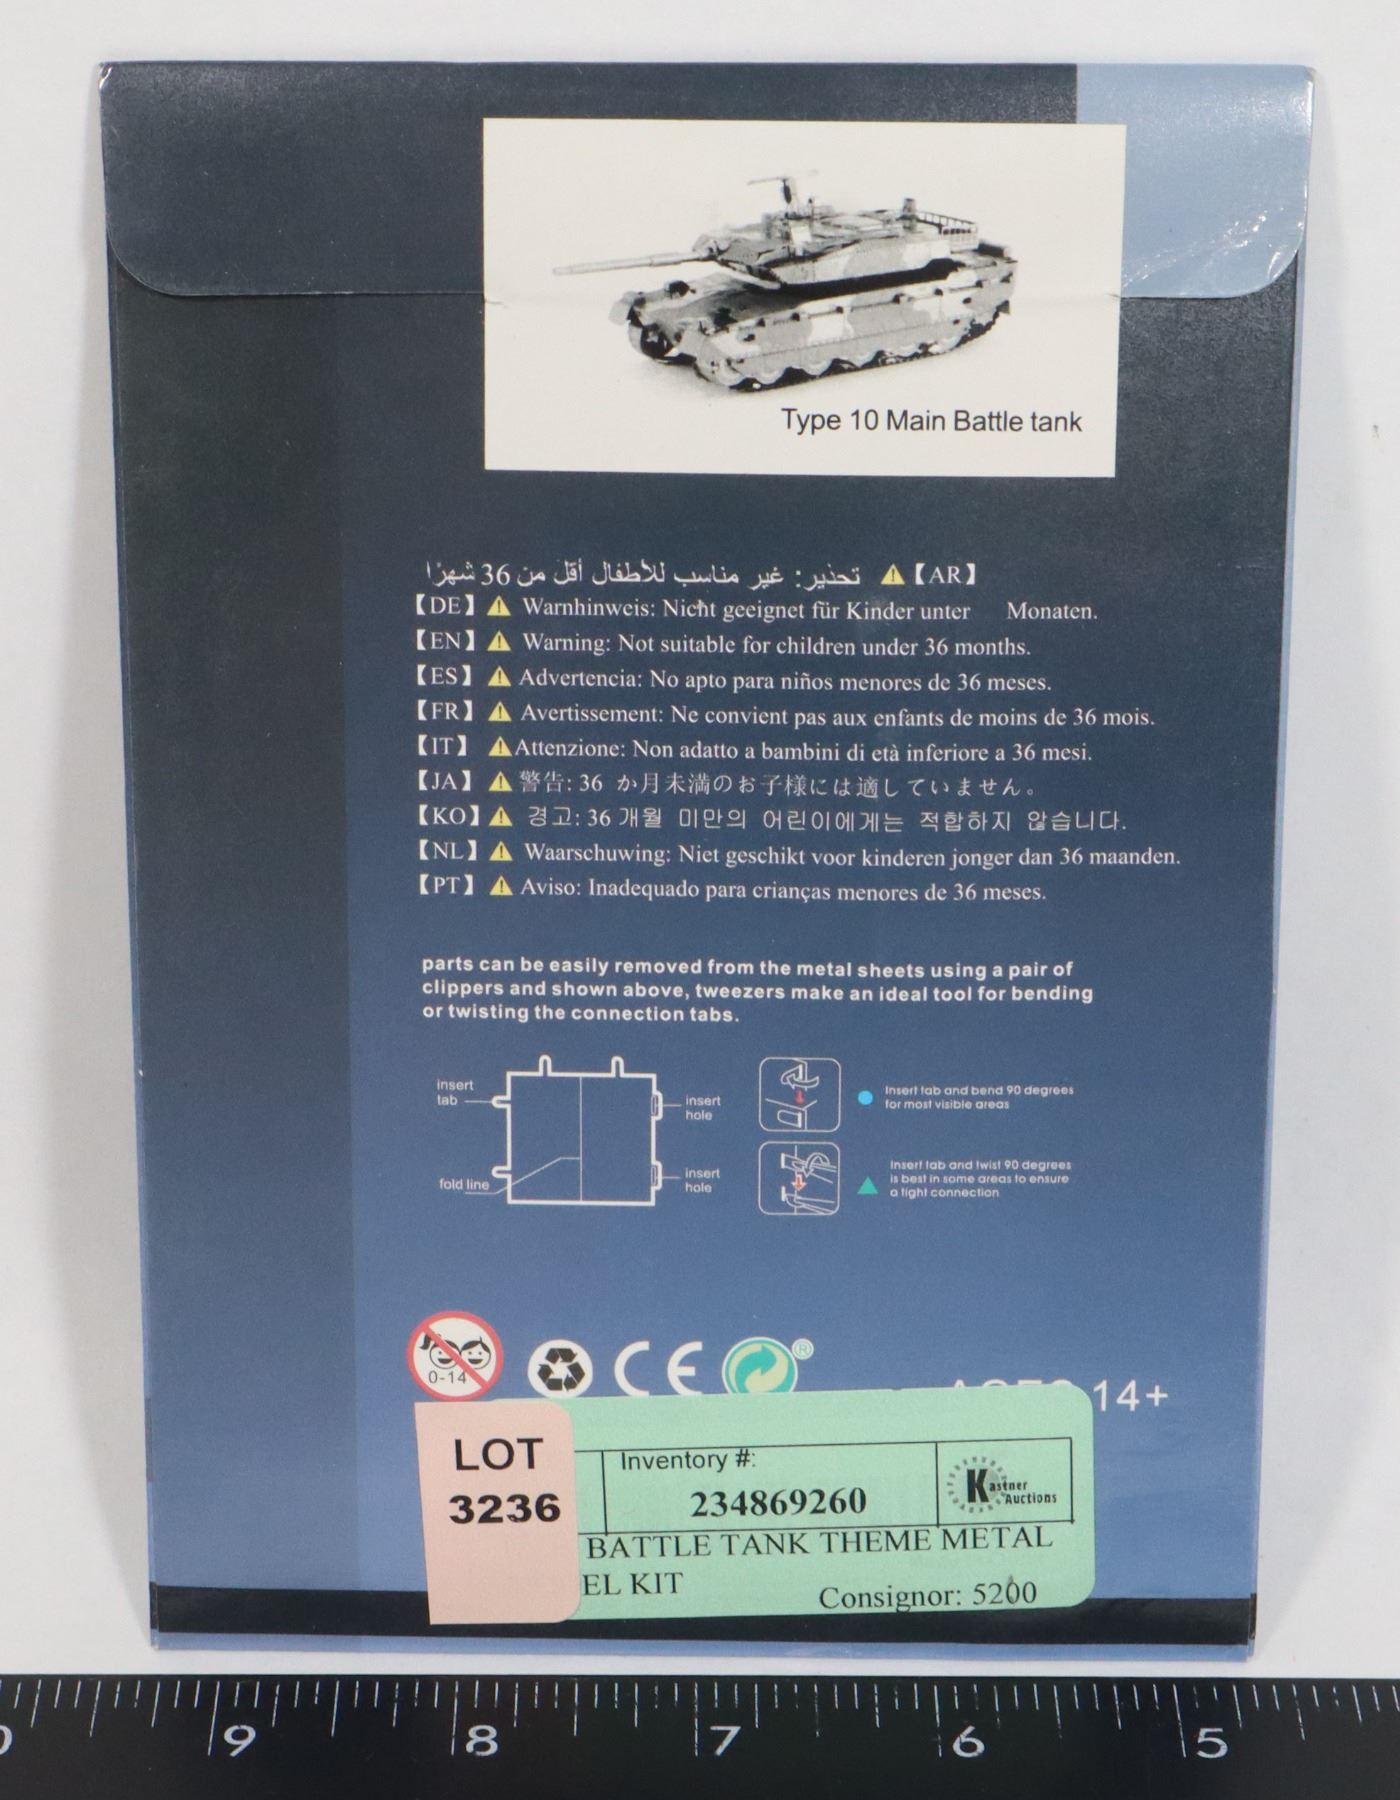 Type 10 Main Battle tank
تحذير: غير مناسب للأطفال أقل من 36 شهرًا ⚠【AR】
【DE】⚠ Warnhinweis: Nicht geeignet für Kinder unter Monaten.
【EN】⚠ Warning: Not suitable for children under 36 months.
【ES】⚠ Advertencia: No apto para niños menores de 36 meses.
【FR】⚠ Avertissement: Ne convient pas aux enfants de moins de 36 mois.
【IT】⚠Attenzione: Non adatto a bambini di età inferiore a 36 mesi.
【JA】⚠ 警告: 36 か月未満のお子様には適していません。
【KO】⚠ 경고: 36 개월 미만의 어린이에게는 적합하지 않습니다.
【NL】⚠ Waarschuwing: Niet geschikt voor kinderen jonger dan 36 maanden.
【PT】⚠ Aviso: Inadequado para crianças menores de 36 meses.
parts can be easily removed from the metal sheets using a pair of
clippers and shown above, tweezers make an ideal tool for bending
or twisting the connection tabs.
insert
tab
fold line
insert
hole
insert
hole
Insert tab and bend 90 degrees
for most visible areas
Insert tab and twist 90 degrees
is best in some areas to ensure
a tight connection
0-14
CE
®
14+
LOT
3236
Inventory #:
234869260
Kastner
Auctions
BATTLE TANK THEME METAL
EL KIT
Consignor: 5200
9 8 7 6 5